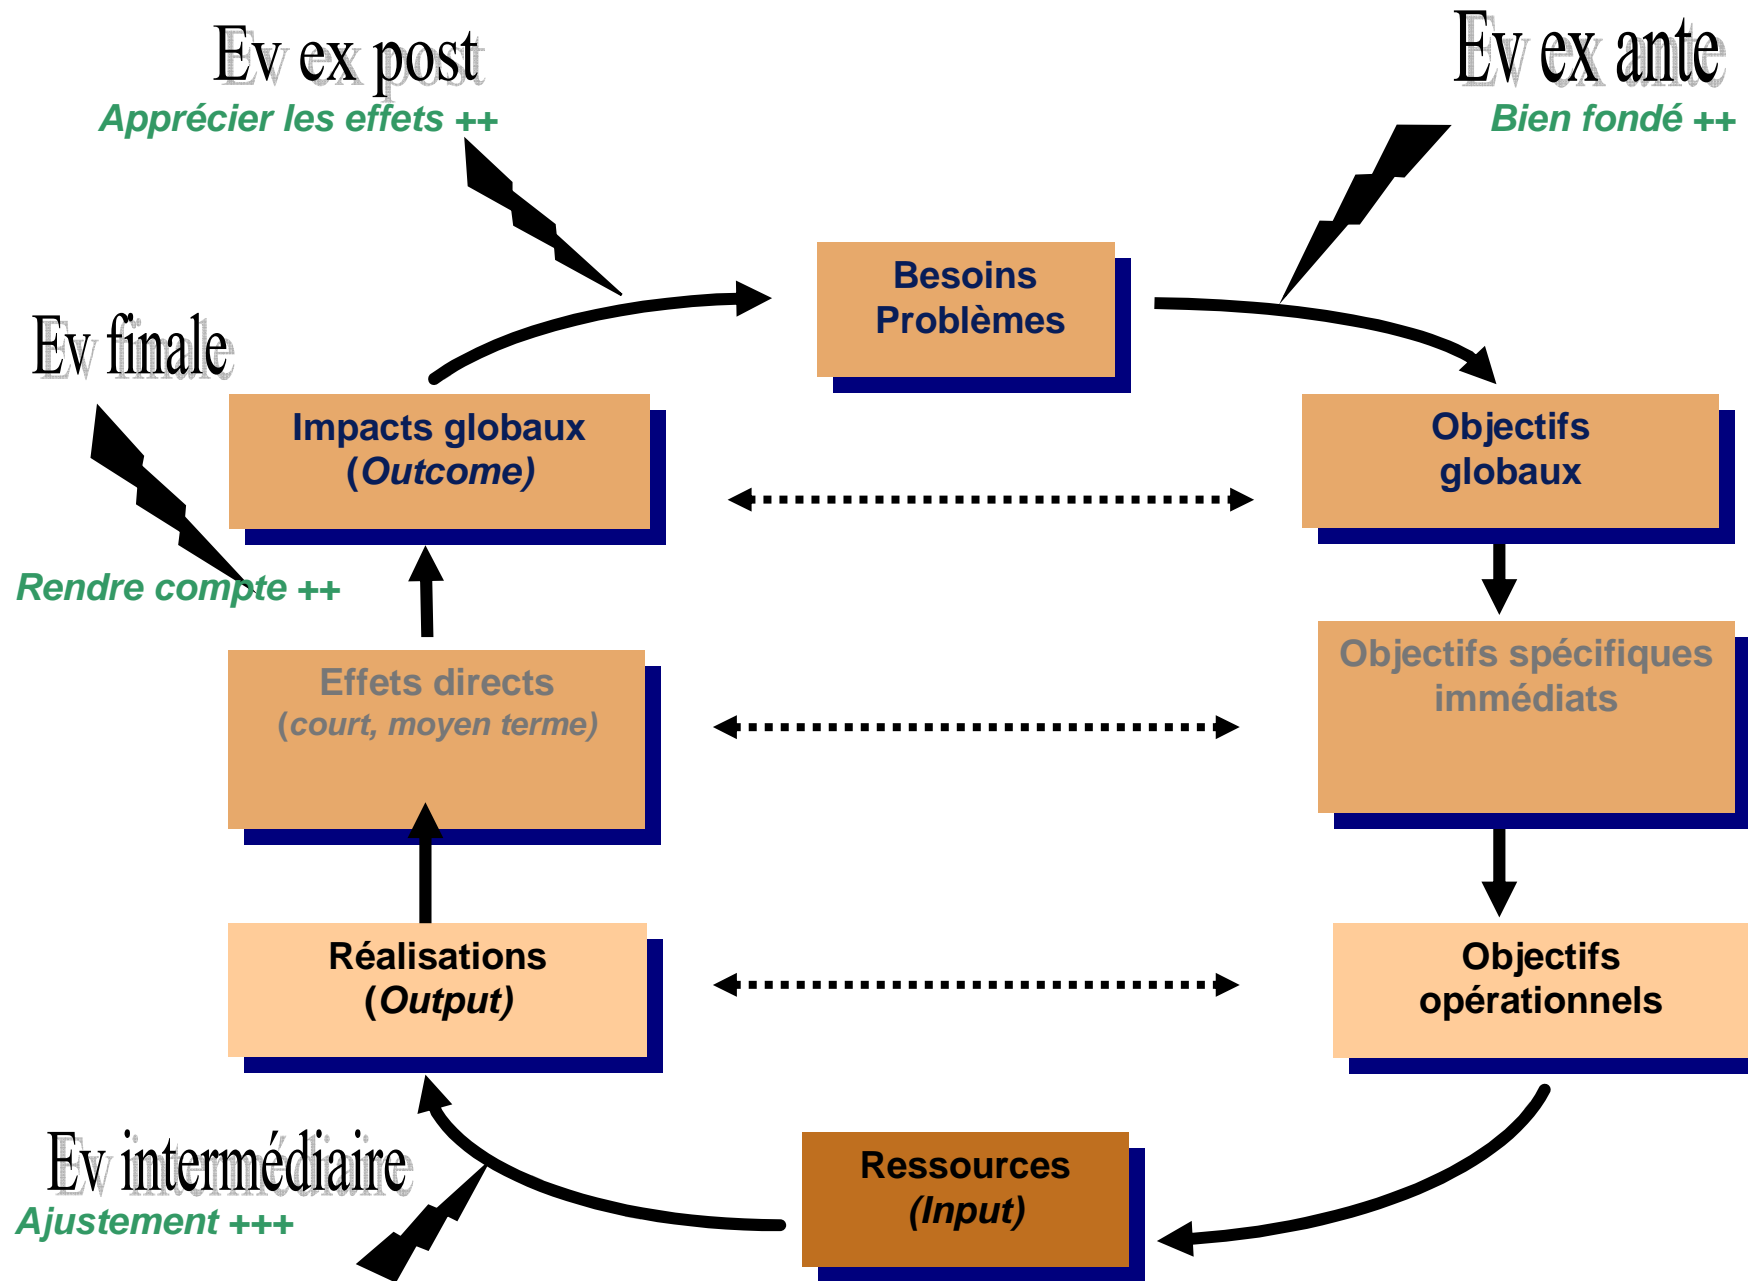 Ev ex post
Apprécier les effets ++
Ev ex ante
Bien fondé ++
Besoins
Problèmes
Ev finale
Rendre compte ++
Impacts globaux
(Outcome)
Objectifs
globaux
Effets directs
(court, moyen terme)
Objectifs spécifiques
immédiats
Réalisations
(Output)
Objectifs
opérationnels
Ev intermédiaire
Ajustement +++
Ressources
(Input)